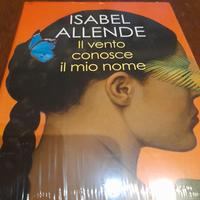 ISABEL
ALLENDE
Il vento
conosce
il mio nome